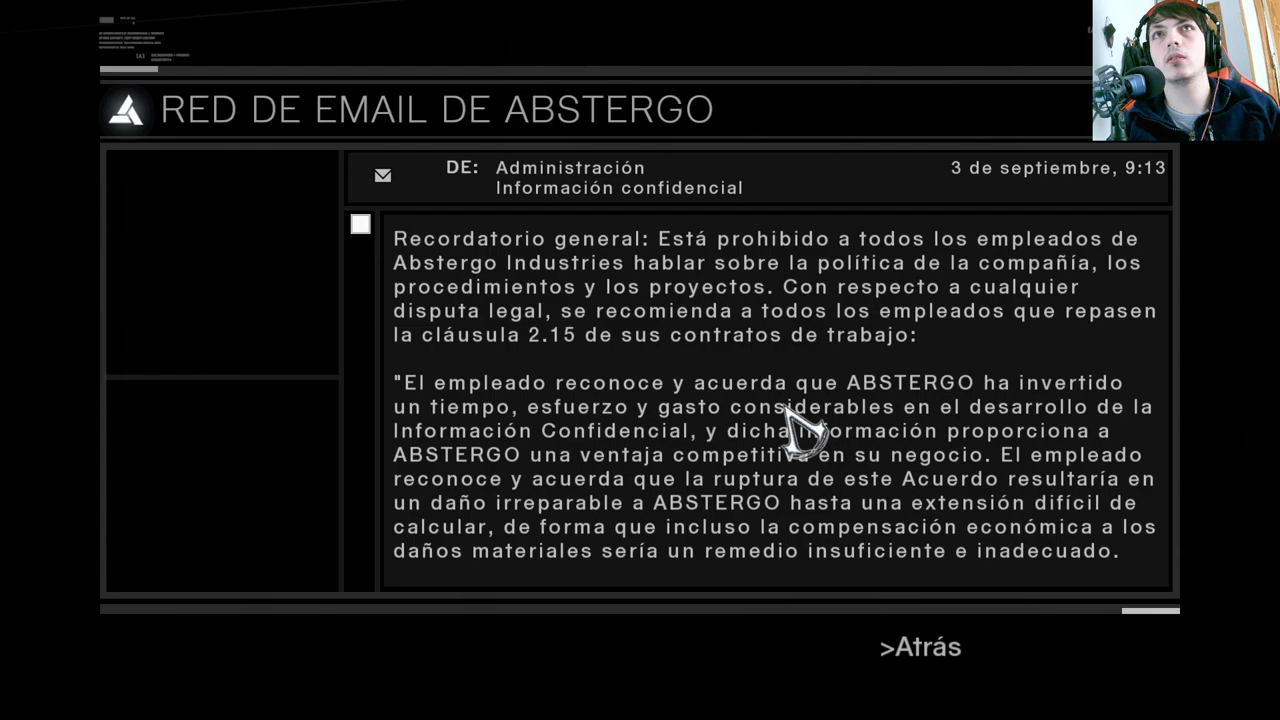 RED DE EMAIL DE ABSTERGO
DE: Administración 3 de septiembre, 9:13
Información confidencial
Recordatorio general: Está prohibido a todos los empleados de
Abstergo Industries hablar sobre la política de la compañía, los
procedimientos y los proyectos. Con respecto a cualquier
disputa legal, se recomienda a todos los empleados que repasen
la cláusula 2.15 de sus contratos de trabajo:
"El empleado reconoce y acuerda que ABSTERGO ha invertido
un tiempo, esfuerzo y gasto considerables en el desarrollo de la
Información Confidencial, y dicha información proporciona a
ABSTERGO una ventaja competitiva en su negocio. El empleado
reconoce y acuerda que la ruptura de este Acuerdo resultaría en
un daño irreparable a ABSTERGO hasta una extensión difícil de
calcular, de forma que incluso la compensación económica a los
daños materiales sería un remedio insuficiente e inadecuado.
>Atrás